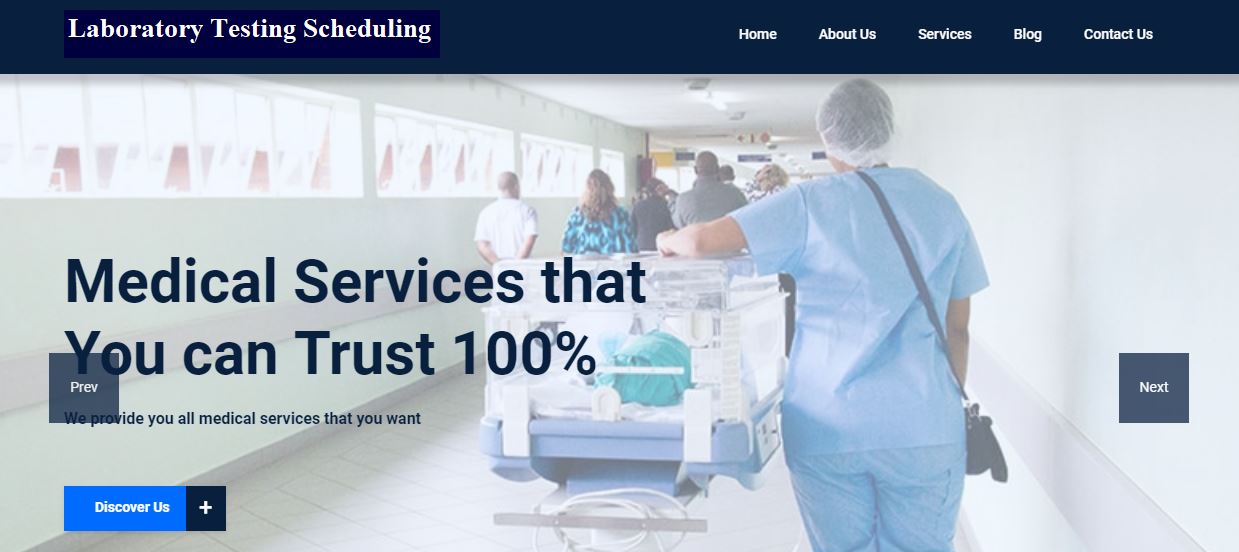 Laboratory Testing Scheduling
Home About Us Services Blog Contact Us
Medical Services that
You can Trust 100%
Prev
Next
We provide you all medical services that you want
Discover Us +